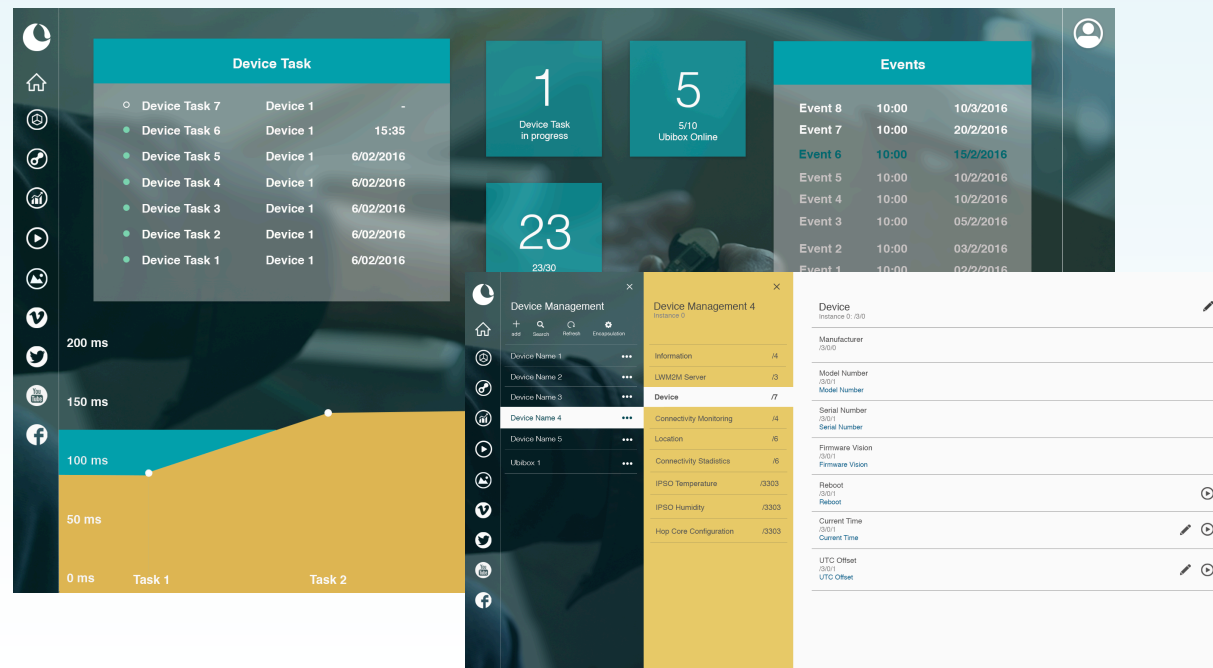 Device Task
Device Task 7 Device 1 -
Device Task 6 Device 1 15:35
Device Task 5 Device 1 6/02/2016
Device Task 4 Device 1 6/02/2016
Device Task 3 Device 1 6/02/2016
Device Task 2 Device 1 6/02/2016
Device Task 1 Device 1 6/02/2016
1
Device Task
in progress
5
5/10
Ubibox Online
23
23/30
Events
Event 8 10:00 10/3/2016
Event 7 10:00 20/2/2016
Event 6 10:00 15/2/2016
Event 5 10:00 10/2/2016
Event 4 10:00 10/2/2016
Event 3 10:00 05/2/2016
Event 2 10:00 03/2/2016
Event 1 10:00 02/2/2016
200 ms
150 ms
100 ms
50 ms
0 ms
Task 1 Task 2
You
Tube
Device Management
add Search Refresh Encapsulation
Device Name 1
Device Name 2
Device Name 3
Device Name 4
Device Name 5
Ubibox 1
You
Tube
Device Management 4
Instance 0
Information /4
LWM2M Server /3
Device /7
Connectivity Monitoring /4
Location /6
Connectivity Stadistics /6
IPSO Temperature /3303
IPSO Humidity /3303
Hop Core Configuration /3303
Device
Instance 0: /3/0
Manufacturer
/3/0/0
Model Number
/3/0/1
Model Number
Serial Number
/3/0/1
Serial Number
Firmware Vision
/3/0/1
Firmware Vision
Reboot
/3/0/1
Reboot
Current Time
/3/0/1
Current Time
UTC Offset
/3/0/1
UTC Offset